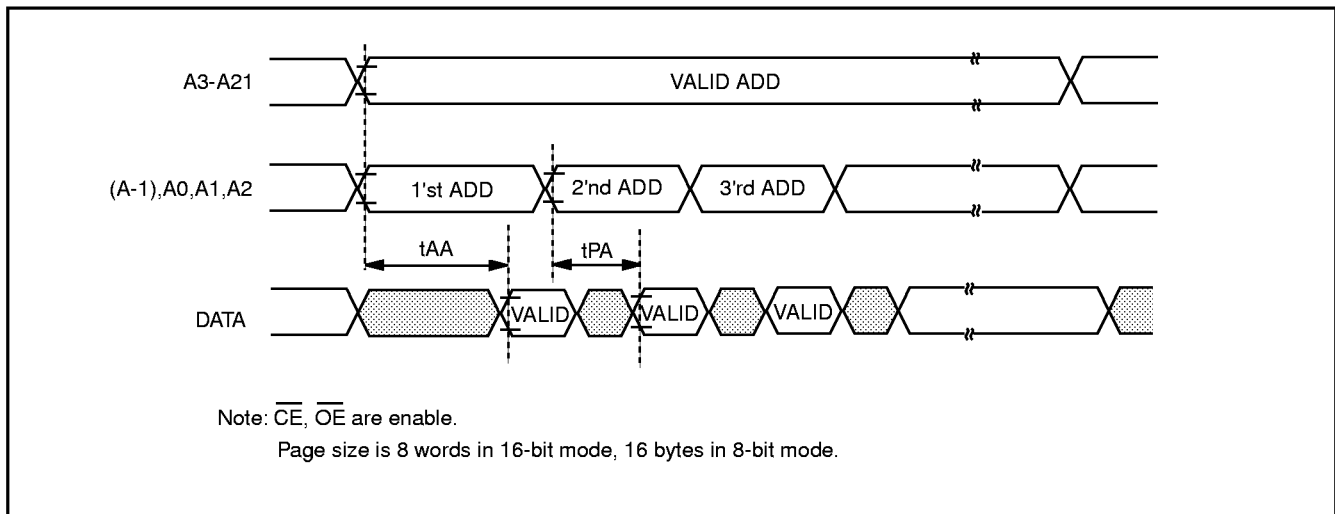 A3-A21
VALID ADD
(A-1),A0,A1,A2
1'st ADD
2'nd ADD
3'rd ADD
tAA
tPA
DATA
VALID
VALID
VALID
Note: C̅E̅, O̅E̅ are enable.
Page size is 8 words in 16-bit mode, 16 bytes in 8-bit mode.